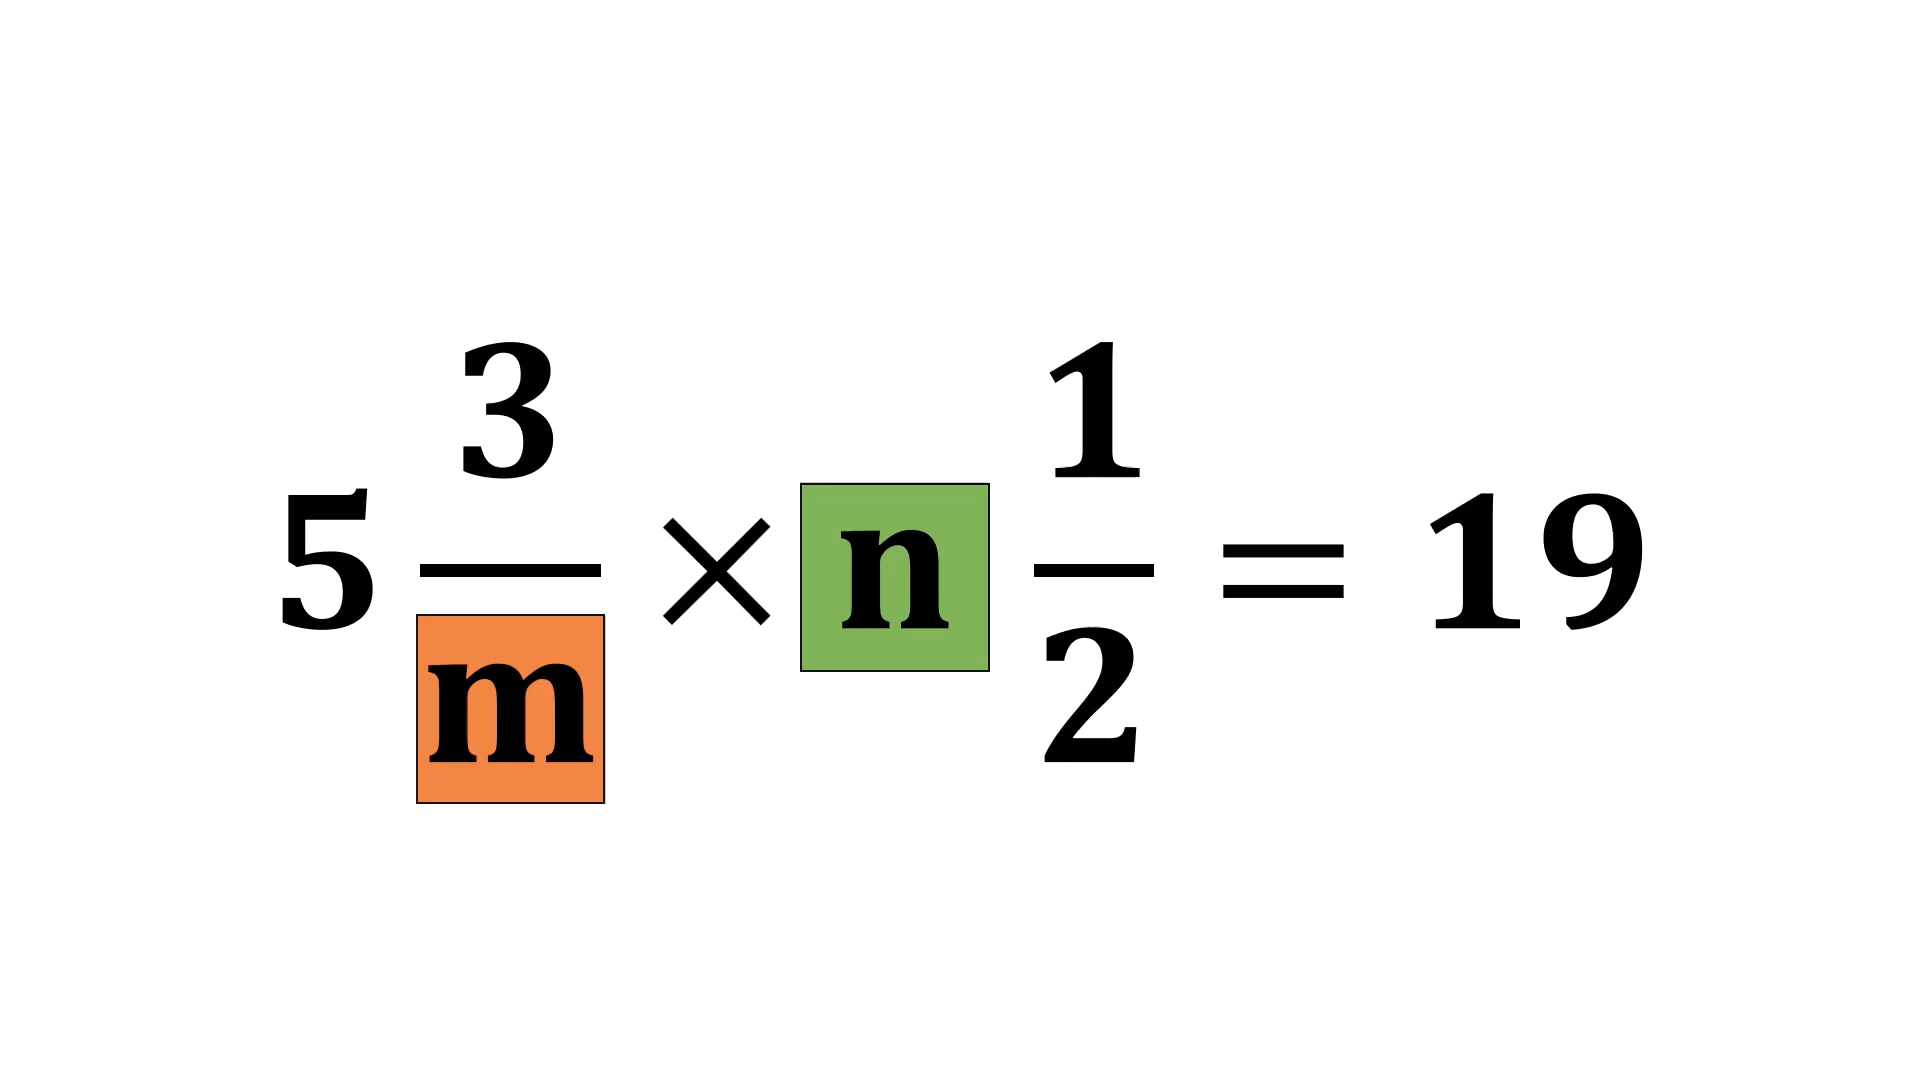 5 3/m × n 1/2 = 19